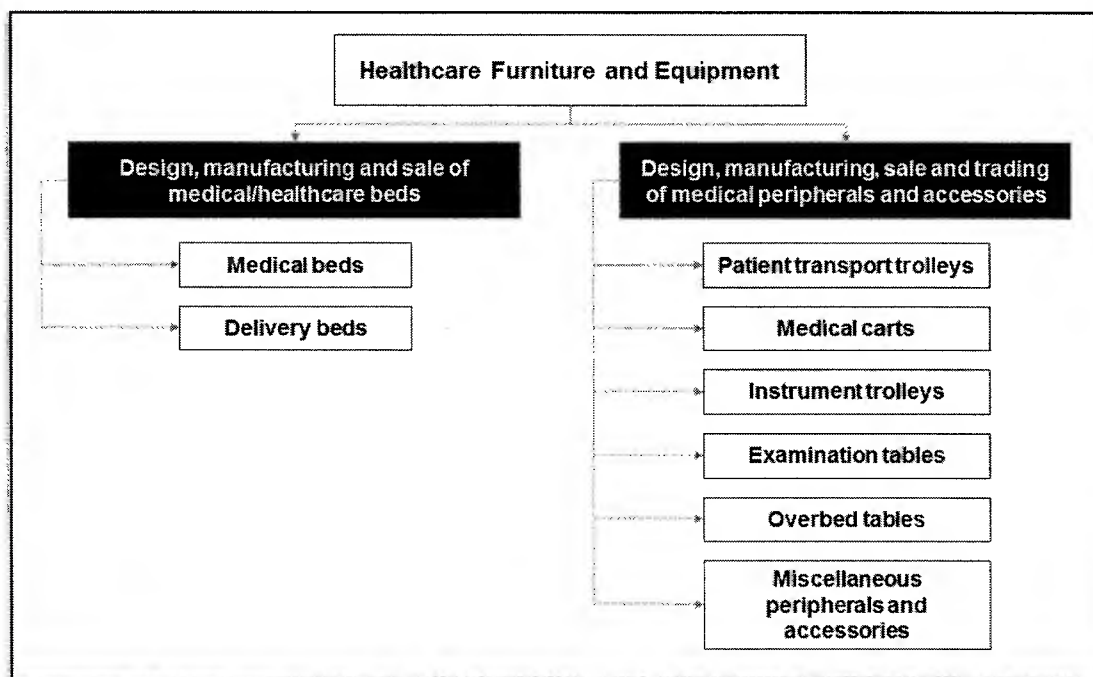 Healthcare Furniture and Equipment
Design, manufacturing and sale of
medical/healthcare beds
Medical beds
Delivery beds
Design, manufacturing, sale and trading
of medical peripherals and accessories
Patient transport trolleys
Medical carts
Instrument trolleys
Examination tables
Overbed tables
Miscellaneous
peripherals and
accessories